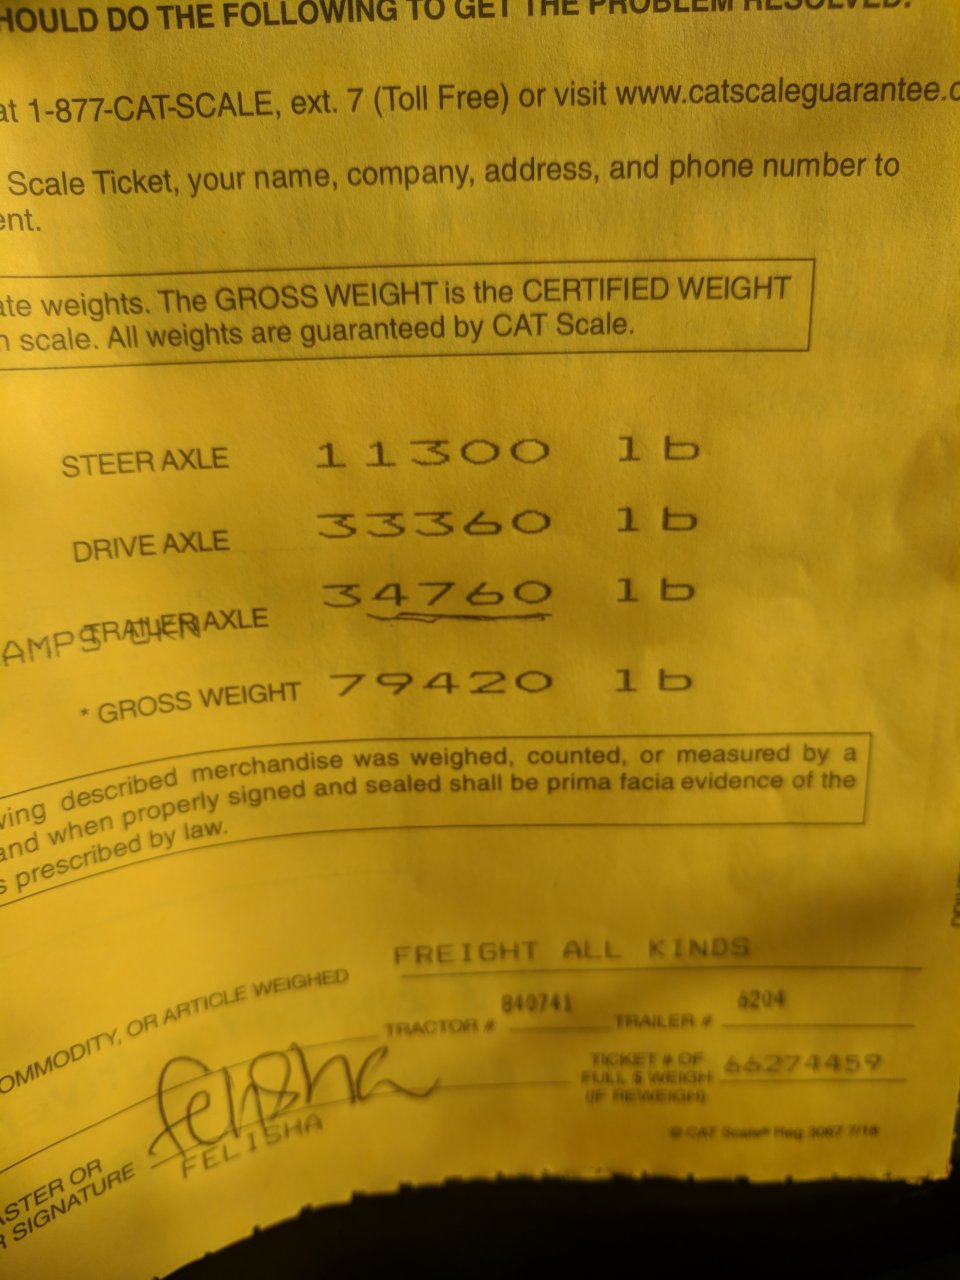 HOULD DO THE FOLLOWING TO GET THE PROBLEM RESOLVED.
at 1-877-CAT-SCALE, ext. 7 (Toll Free) or visit www.catscaleguarantee.c
Scale Ticket, your name, company, address, and phone number to
ent.
ate weights. The GROSS WEIGHT is the CERTIFIED WEIGHT
n scale. All weights are guaranteed by CAT Scale.
STEER AXLE 11300 lb
DRIVE AXLE 33360 lb
TRAILER AXLE 34760 lb
AMPS
* GROSS WEIGHT 79420 lb
wing described merchandise was weighed, counted, or measured by a
and when properly signed and sealed shall be prima facia evidence of the
s prescribed by law.
FREIGHT ALL KINDS
OMMODITY, OR ARTICLE WEIGHED
840741 6204
TRACTOR # TRAILER #
felisha
TICKET # OF
FULL $ WEIGH 66274459
(IF REWEIGH)
FELISHA
ASTER OR
R SIGNATURE
© CAT Scale® Reg 3067 7/16